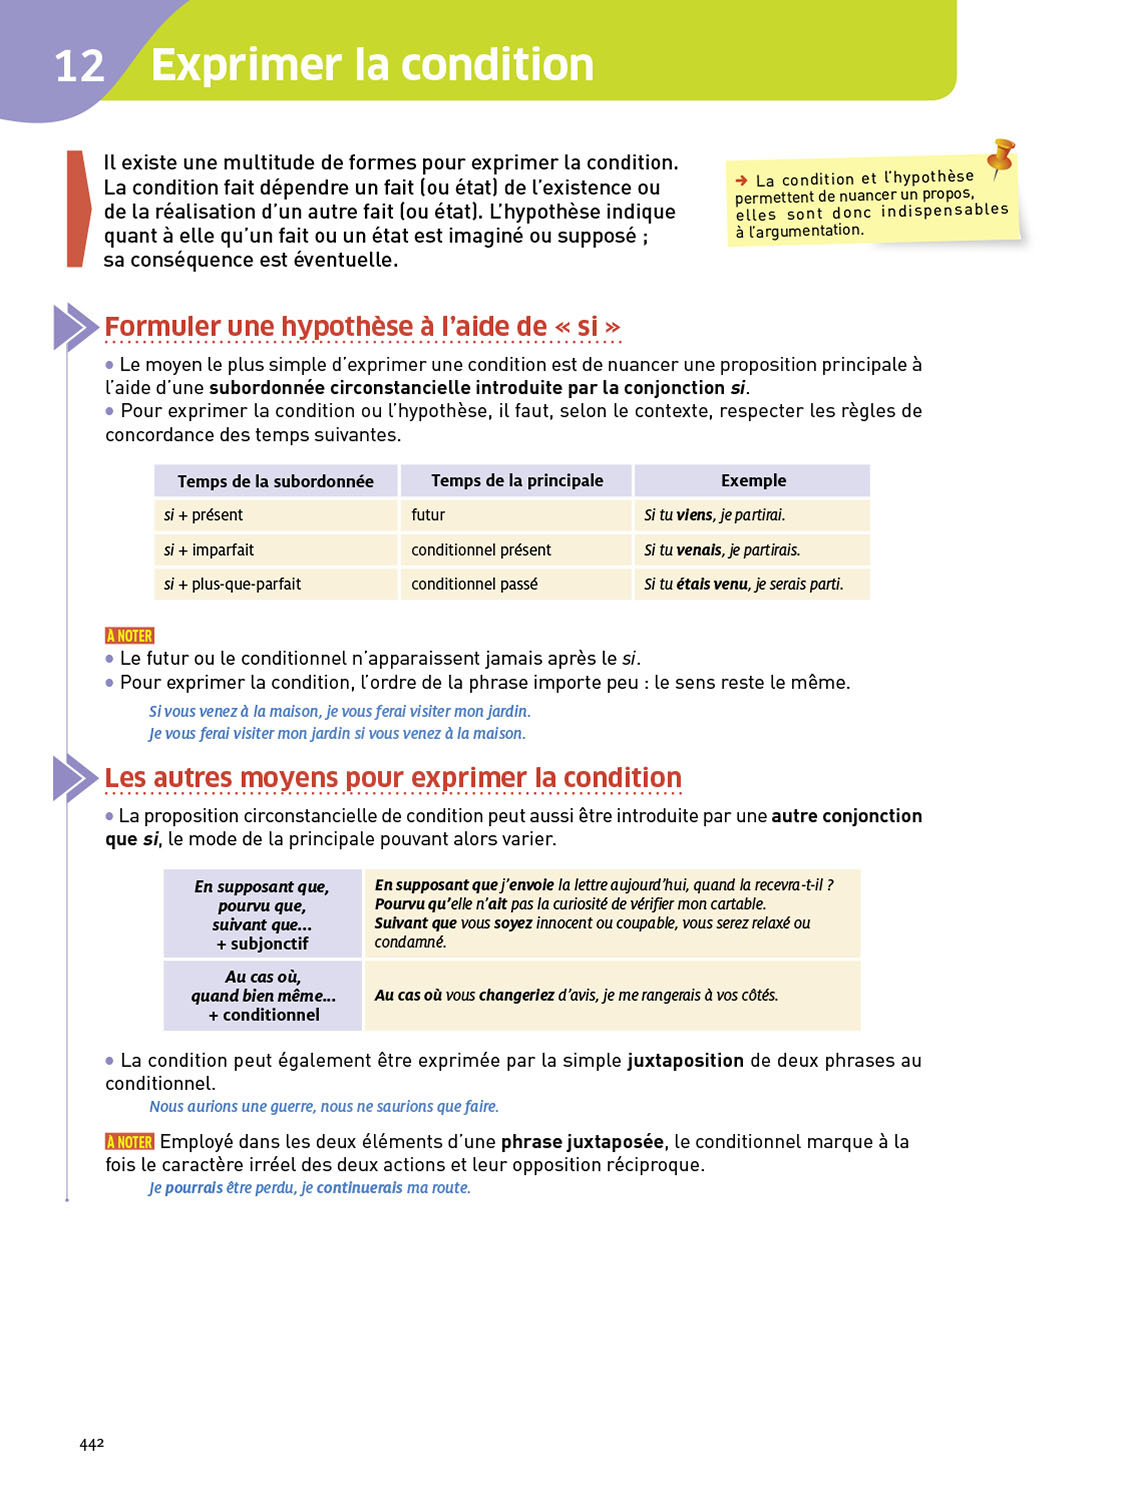 12 Exprimer la condition
Il existe une multitude de formes pour exprimer la condition.
La condition fait dépendre un fait (ou état) de l'existence ou
de la réalisation d'un autre fait (ou état). L'hypothèse indique
quant à elle qu'un fait ou un état est imaginé ou supposé ;
sa conséquence est éventuelle.
➔ La condition et l'hypothèse
permettent de nuancer un propos,
elles sont donc indispensables
à l'argumentation.
Formuler une hypothèse à l'aide de « si »
• Le moyen le plus simple d'exprimer une condition est de nuancer une proposition principale à
l'aide d'une subordonnée circonstancielle introduite par la conjonction si.
• Pour exprimer la condition ou l'hypothèse, il faut, selon le contexte, respecter les règles de
concordance des temps suivantes.
Temps de la subordonnée Temps de la principale Exemple
si + présent futur Si tu viens, je partirai.
si + imparfait conditionnel présent Si tu venais, je partirais.
si + plus-que-parfait conditionnel passé Si tu étais venu, je serais parti.
À NOTER
• Le futur ou le conditionnel n'apparaissent jamais après le si.
• Pour exprimer la condition, l'ordre de la phrase importe peu : le sens reste le même.
Si vous venez à la maison, je vous ferai visiter mon jardin.
Je vous ferai visiter mon jardin si vous venez à la maison.
Les autres moyens pour exprimer la condition
• La proposition circonstancielle de condition peut aussi être introduite par une autre conjonction
que si, le mode de la principale pouvant alors varier.
En supposant que,
pourvu que,
suivant que...
+ subjonctif
En supposant que j'envoie la lettre aujourd'hui, quand la recevra-t-il ?
Pourvu qu'elle n'ait pas la curiosité de vérifier mon cartable.
Suivant que vous soyez innocent ou coupable, vous serez relaxé ou
condamné.
Au cas où,
quand bien même...
+ conditionnel
Au cas où vous changeriez d'avis, je me rangerais à vos côtés.
• La condition peut également être exprimée par la simple juxtaposition de deux phrases au
conditionnel.
Nous aurions une guerre, nous ne saurions que faire.
À NOTER Employé dans les deux éléments d'une phrase juxtaposée, le conditionnel marque à la
fois le caractère irréel des deux actions et leur opposition réciproque.
Je pourrais être perdu, je continuerais ma route.
442